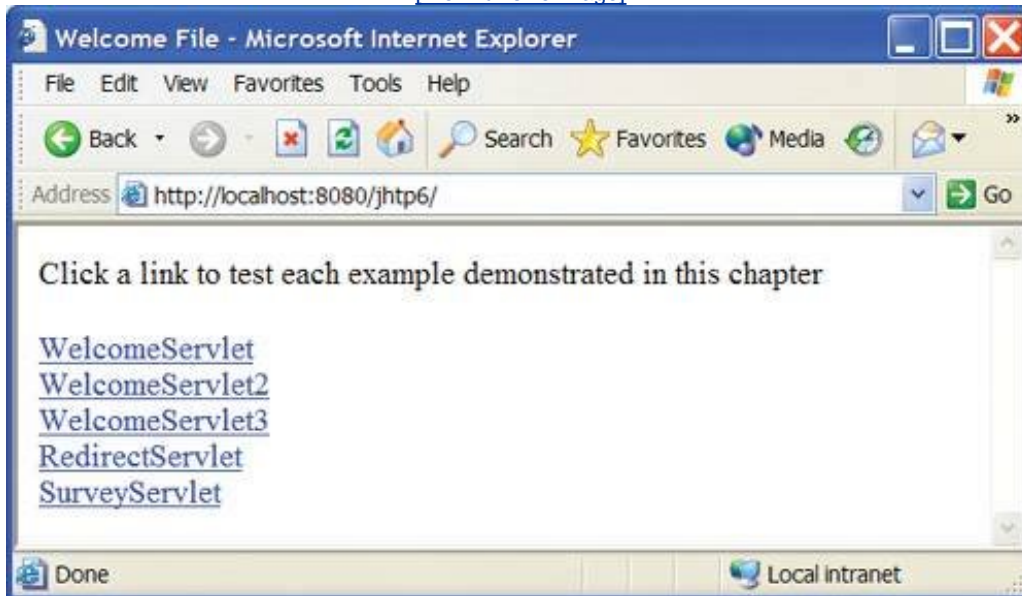 Welcome File - Microsoft Internet Explorer
File Edit View Favorites Tools Help
Back Search Favorites Media »
Address http://localhost:8080/jhtp6/ Go
Click a link to test each example demonstrated in this chapter
WelcomeServlet
WelcomeServlet2
WelcomeServlet3
RedirectServlet
SurveyServlet
Done Local intranet